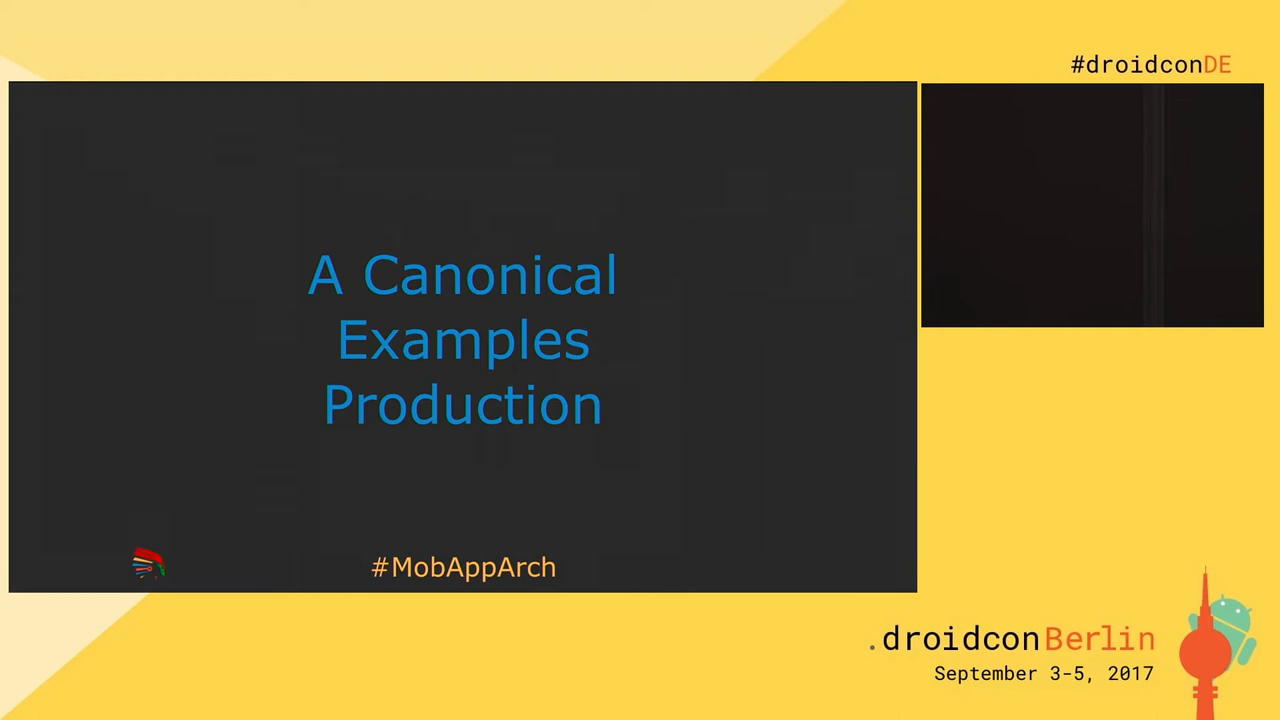 #droidconDE
A Canonical
Examples
Production
#MobAppArch
.droidconBerlin
September 3-5, 2017